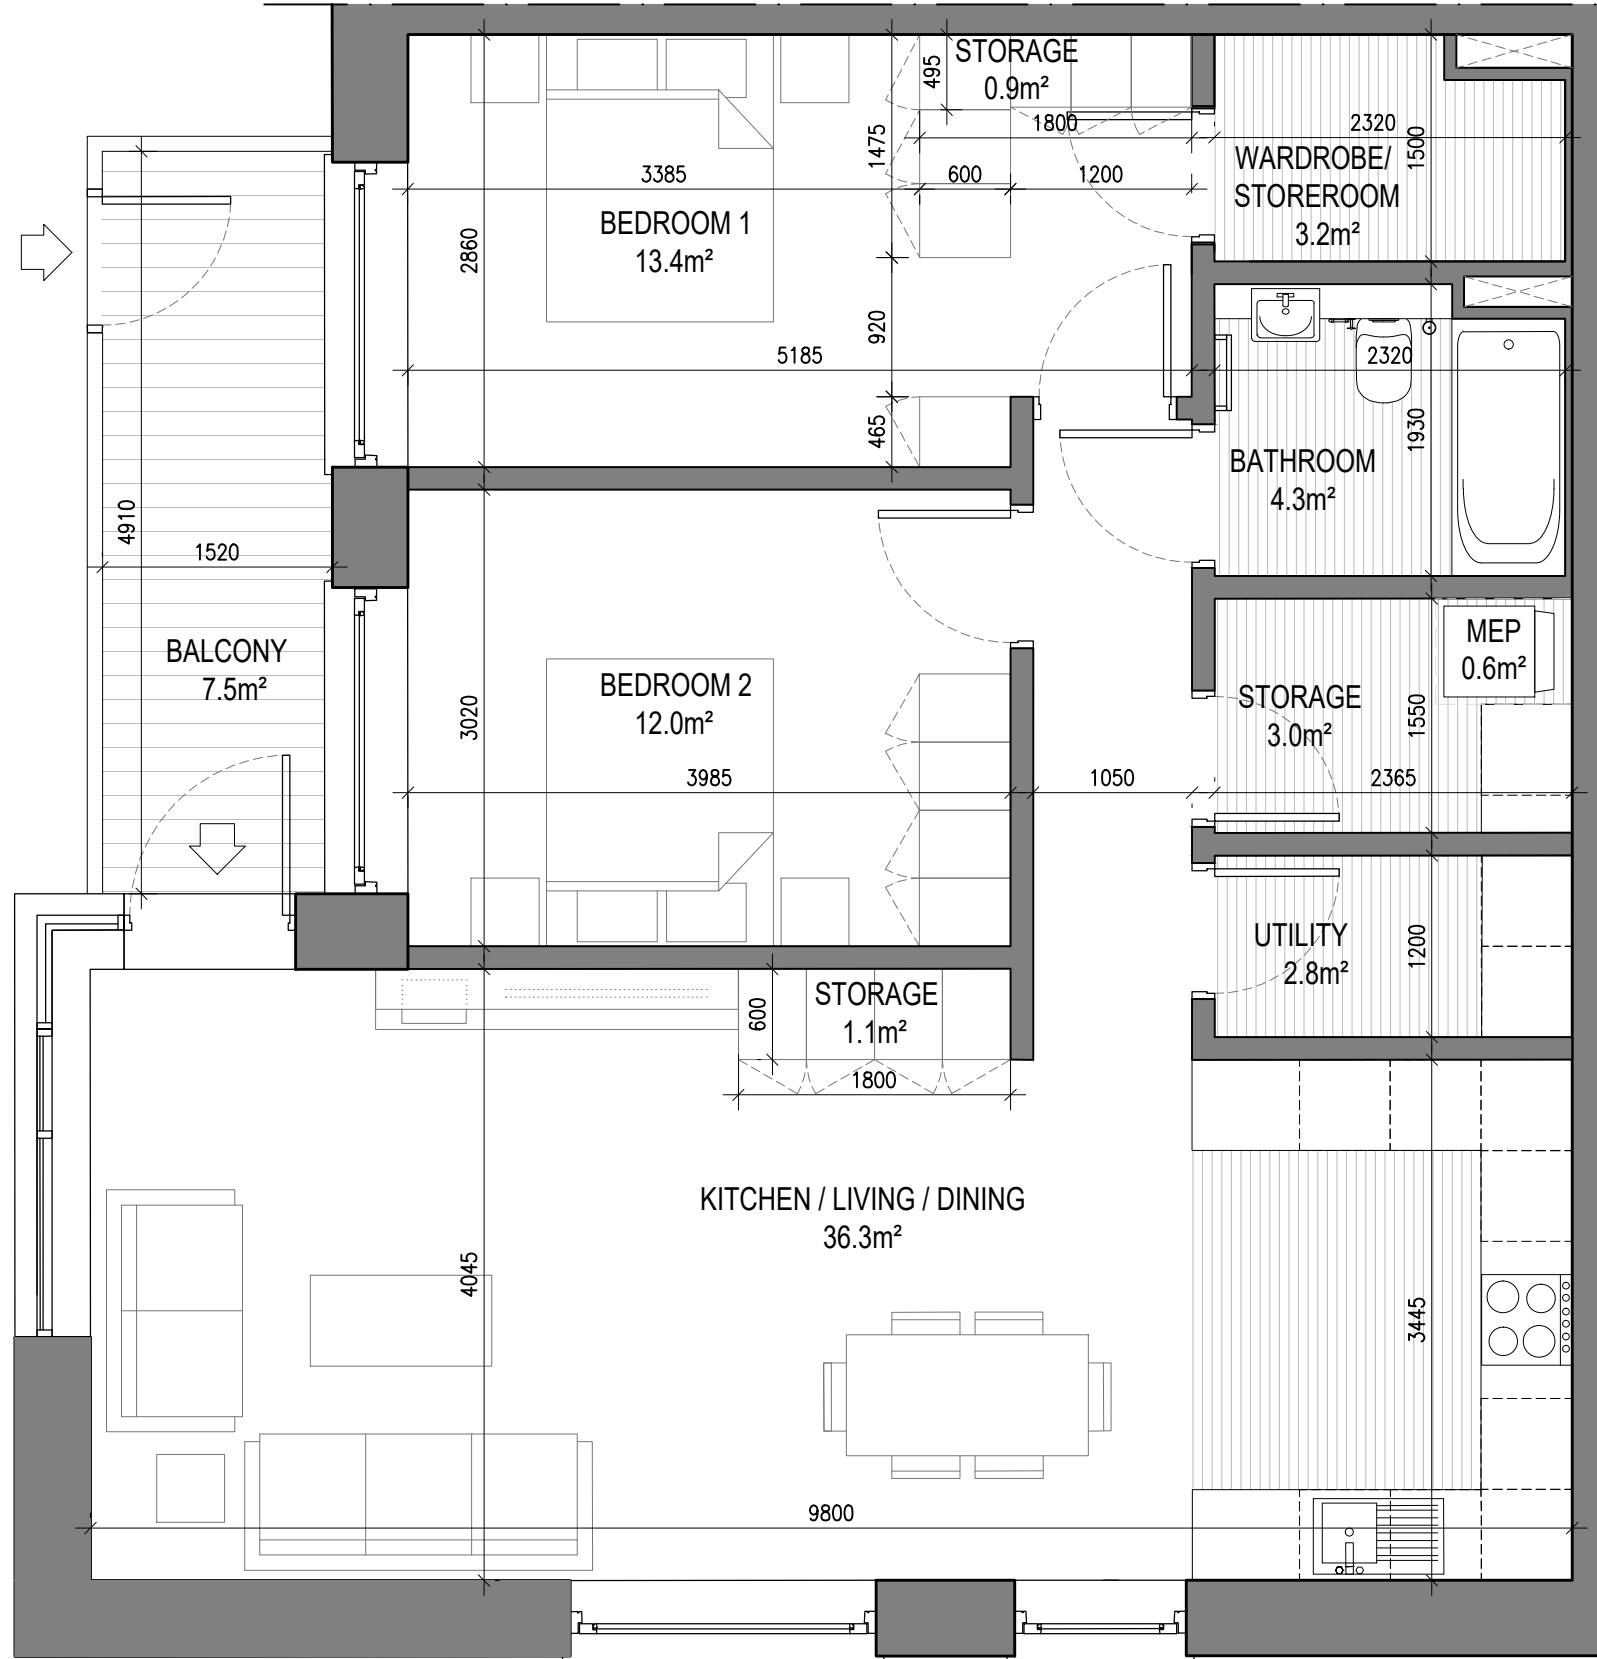 STORAGE
0.9m²
495
1800
2320
1475
1500
WARDROBE/
STOREROOM
3.2m²
3385
600
1200
BEDROOM 1
13.4m²
2860
920
5185
2320
465
1930
BATHROOM
4.3m²
4910
1520
BALCONY
7.5m²
BEDROOM 2
12.0m²
3020
3985
1050
2365
MEP
0.6m²
STORAGE
3.0m²
1550
UTILITY
2.8m²
1200
STORAGE
1.1m²
600
1800
KITCHEN / LIVING / DINING
36.3m²
4045
3445
9800